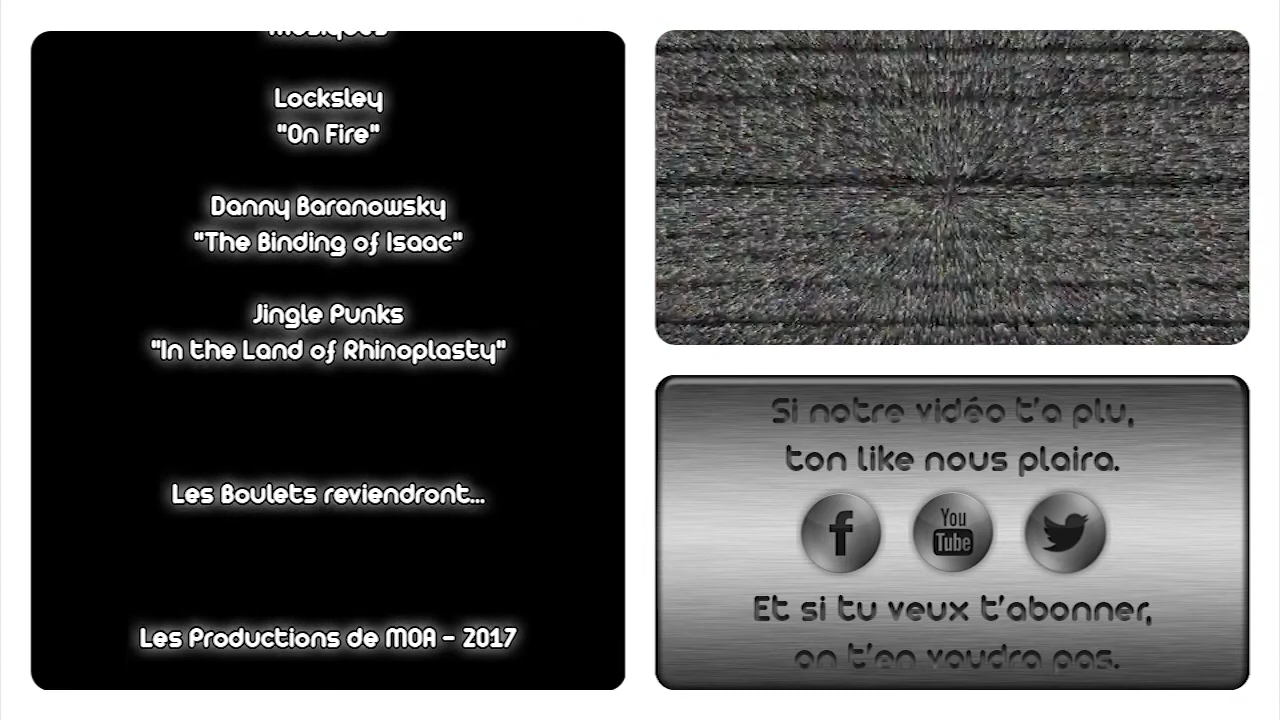 Musiques
Locksley
"On Fire"
Danny Baranowsky
"The Binding of Isaac"
Jingle Punks
"In the Land of Rhinoplasty"
Les Boulets reviendront...
Les Productions de MOA - 2017
Si notre vidéo t'a plu,
ton like nous plaira.
f
You
Tube
Et si tu veux t'abonner,
on t'en voudra pas.